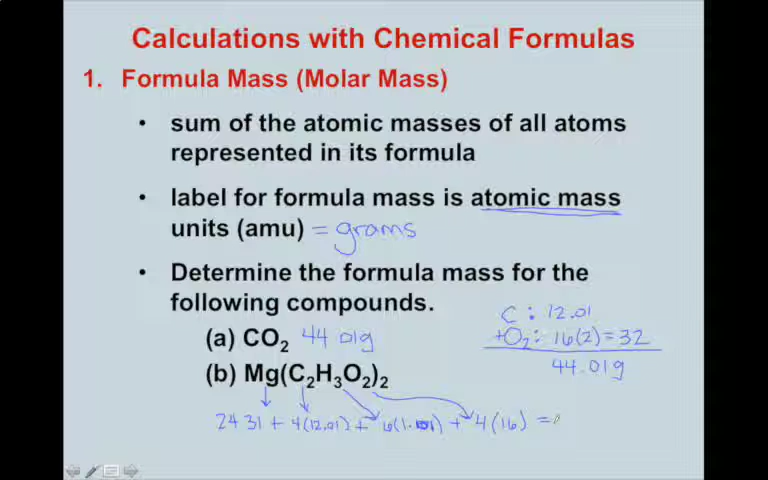 Calculations with Chemical Formulas
1. Formula Mass (Molar Mass)
• sum of the atomic masses of all atoms
represented in its formula
• label for formula mass is atomic mass
units (amu) = grams
• Determine the formula mass for the
following compounds.
(a) CO₂ 44.01g
(b) Mg(C₂H₃O₂)₂
C : 12.01
+O₂: 16(2)=32
44.01g
24.31 + 4(12.01) + 6(1.01) + 4(16) =